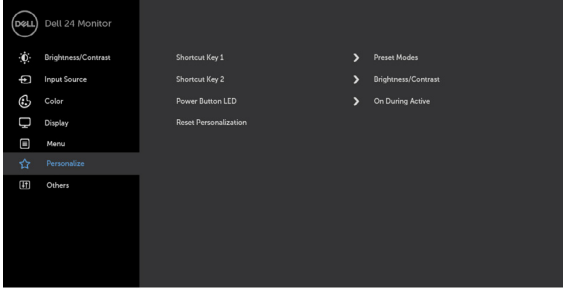 DELL Dell 24 Monitor
Brightness/Contrast
Input Source
Color
Display
Menu
Personalize
Others
Shortcut Key 1 Preset Modes
Shortcut Key 2 Brightness/Contrast
Power Button LED On During Active
Reset Personalization